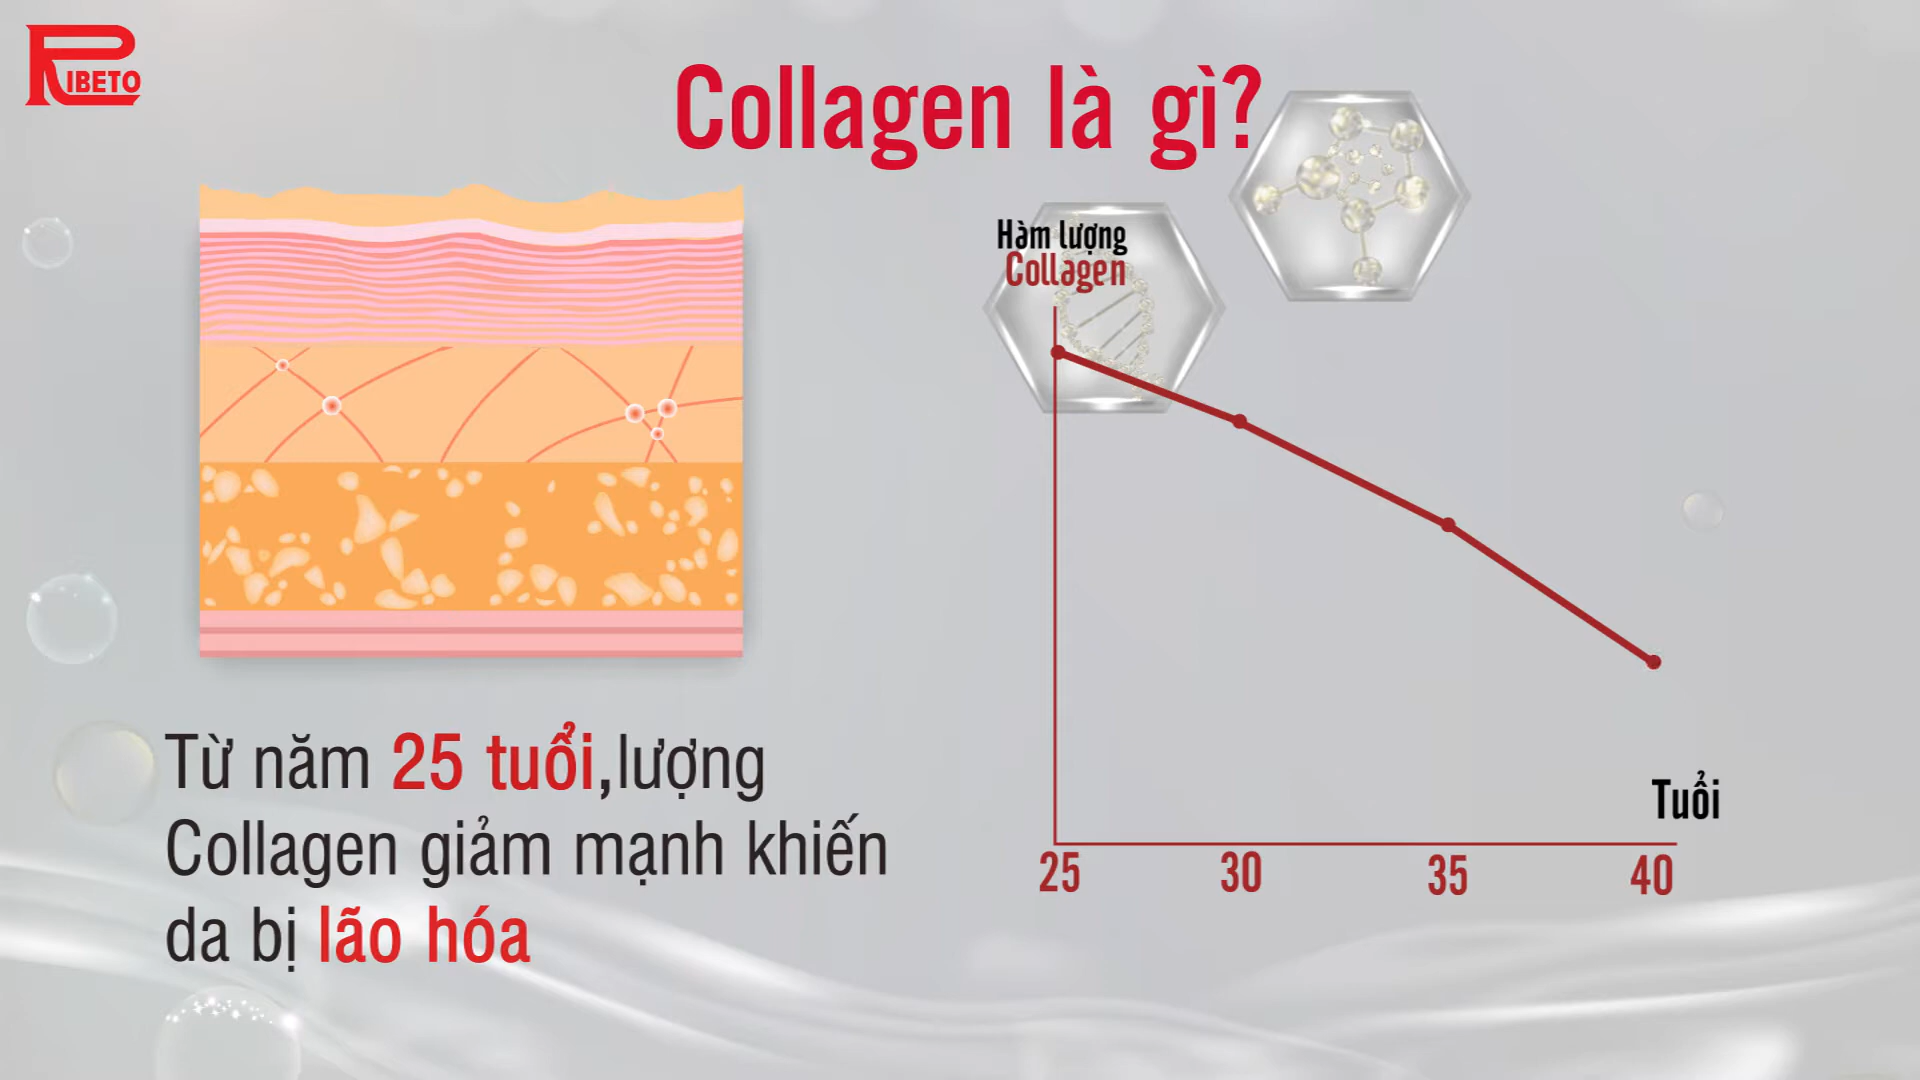 RIBETO
Collagen là gì?
Hàm lượng
Collagen
Tuổi
25 30 35 40
Từ năm 25 tuổi,lượng
Collagen giảm mạnh khiến
da bị lão hóa